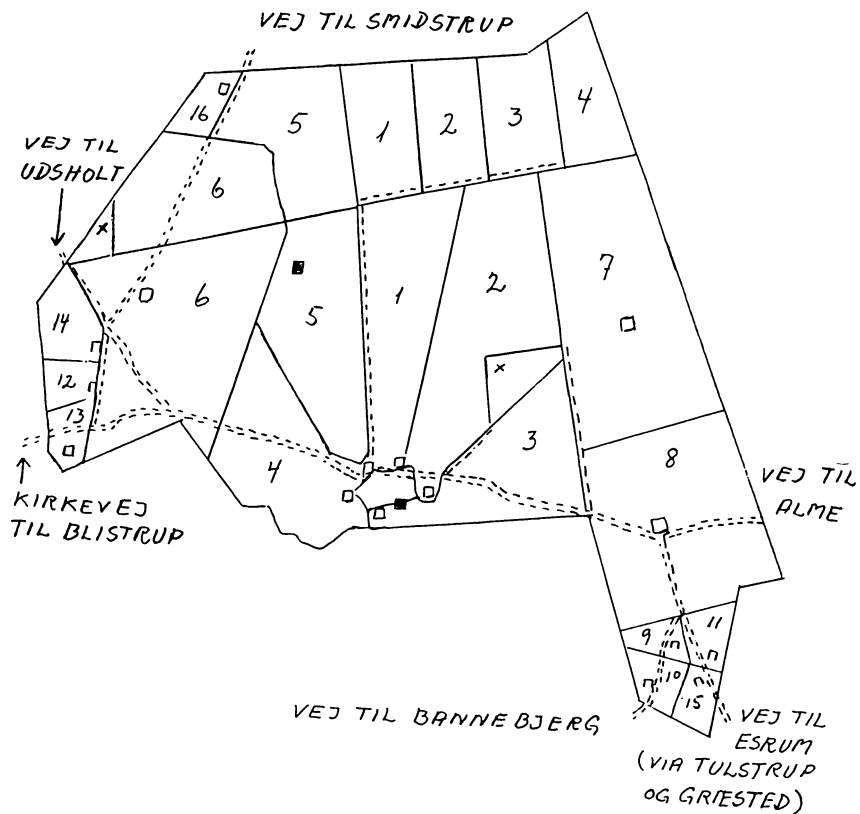 VEJ TIL SMIDSTRUP
16
5
1
2
3
4
VEJ TIL
UDSHOLT
6
x
6
5
1
2
7
14
x
12
13
3
4
8
KIRKEVEJ
TIL BLISTRUP
VEJ TIL
ALME
9
11
10
15
VEJ TIL BANNEBJERG
VEJ TIL
ESRUM
(VIA TULSTRUP
OG GRÆSTED)